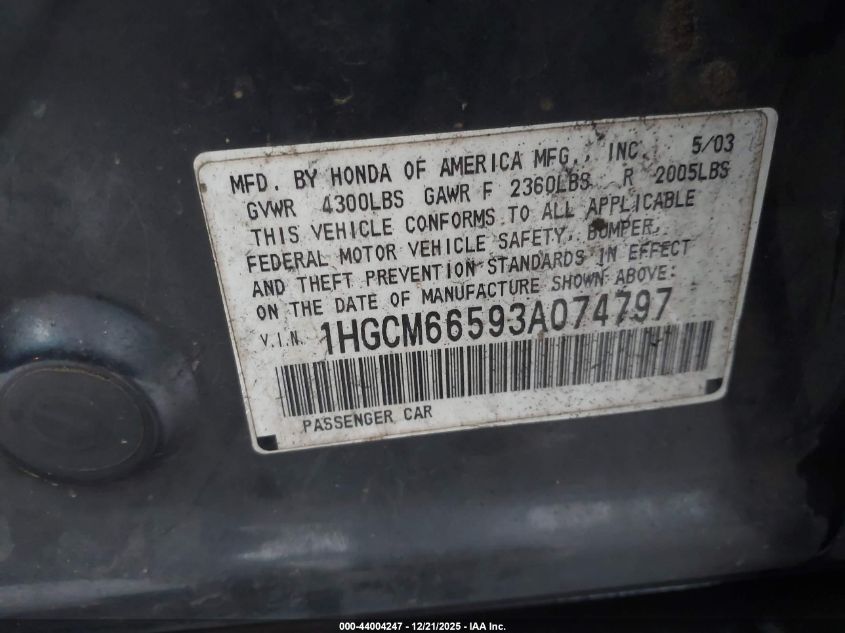 MFD. BY HONDA OF AMERICA MFG., INC. 5/03
GVWR 4300LBS GAWR F 2360LBS R 2005LBS
THIS VEHICLE CONFORMS TO ALL APPLICABLE
FEDERAL MOTOR VEHICLE SAFETY, BUMPER,
AND THEFT PREVENTION STANDARDS IN EFFECT
ON THE DATE OF MANUFACTURE SHOWN ABOVE:
V.I.N. 1HGCM66593A074797
PASSENGER CAR
000-44004247 - 12/21/2025 - IAA Inc.